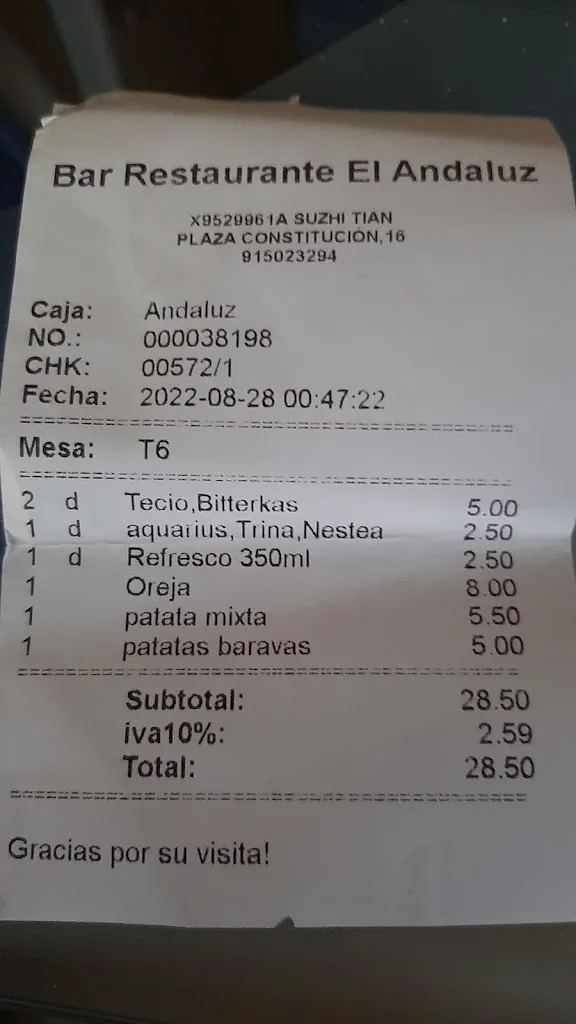 Bar Restaurante El Andaluz
X9529961A SUZHI TIAN
PLAZA CONSTITUCIÓN,16
915023294
Caja: Andaluz
NO.: 000038198
CHK: 00572/1
Fecha: 2022-08-28 00:47:22
Mesa: T6
2 d Tecio,Bitterkas 5.00
1 d aquarius,Trina,Nestea 2.50
1 d Refresco 350ml 2.50
1 Oreja 8.00
1 patata mixta 5.50
1 patatas baravas 5.00
Subtotal: 28.50
iva10%: 2.59
Total: 28.50
Gracias por su visita!